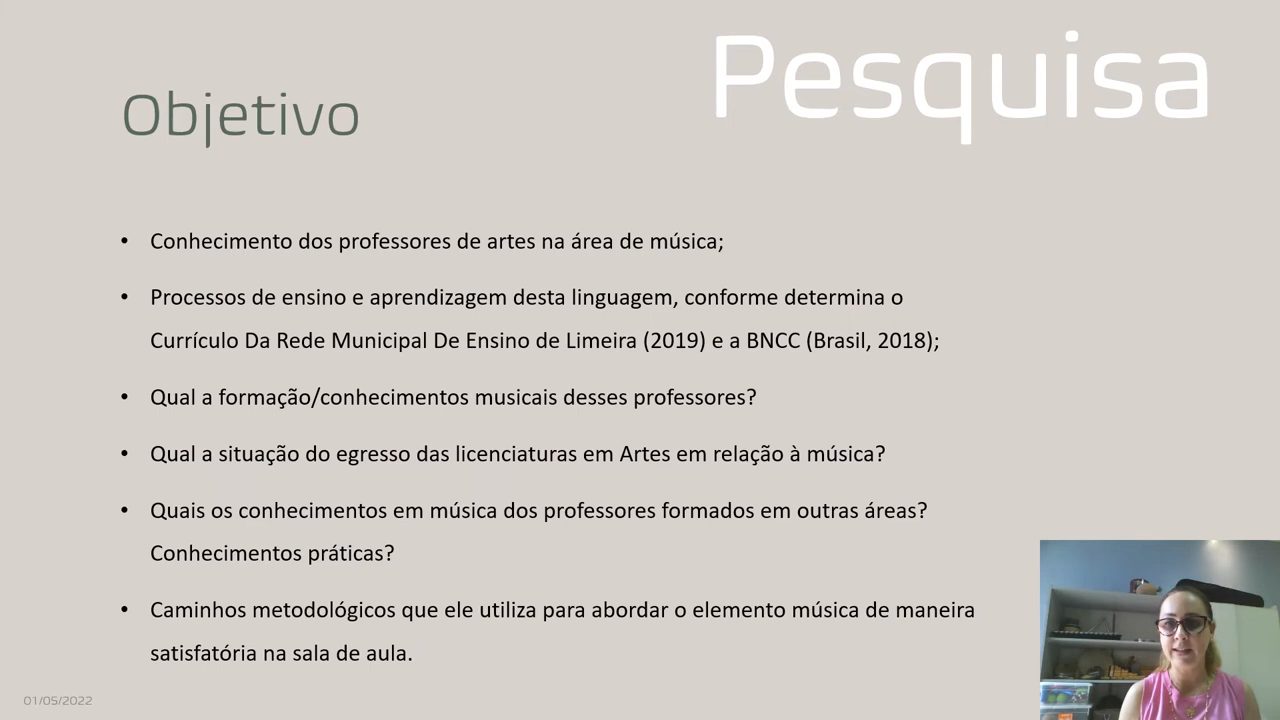 Pesquisa
Objetivo
• Conhecimento dos professores de artes na área de música;
• Processos de ensino e aprendizagem desta linguagem, conforme determina o
Currículo Da Rede Municipal De Ensino de Limeira (2019) e a BNCC (Brasil, 2018);
• Qual a formação/conhecimentos musicais desses professores?
• Qual a situação do egresso das licenciaturas em Artes em relação à música?
• Quais os conhecimentos em música dos professores formados em outras áreas?
Conhecimentos práticas?
• Caminhos metodológicos que ele utiliza para abordar o elemento música de maneira
satisfatória na sala de aula.
01/05/2022